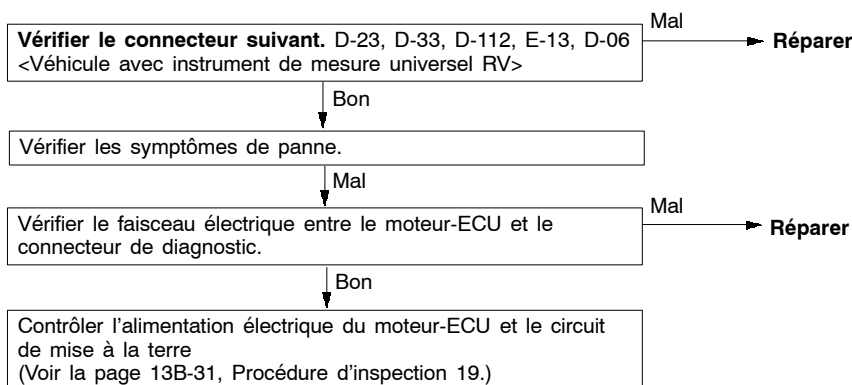 Mal
Vérifier le connecteur suivant. D-23, D-33, D-112, E-13, D-06
<Véhicule avec instrument de mesure universel RV>
Réparer
Bon
Vérifier les symptômes de panne.
Mal
Mal
Vérifier le faisceau électrique entre le moteur-ECU et le
connecteur de diagnostic.
Réparer
Bon
Contrôler l'alimentation électrique du moteur-ECU et le circuit
de mise à la terre
(Voir la page 13B-31, Procédure d'inspection 19.)